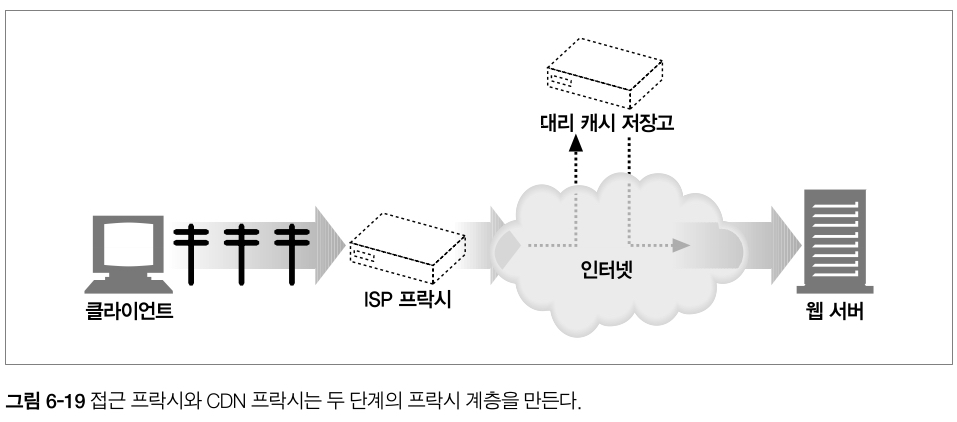 대리 캐시 저장고
인터넷
클라이언트
ISP 프락시
웹 서버
그림 6-19 접근 프락시와 CDN 프락시는 두 단계의 프락시 계층을 만든다.